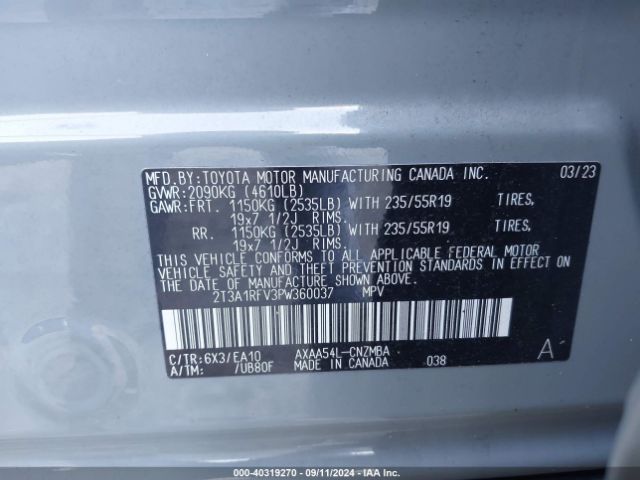 MFD.BY:TOYOTA MOTOR MANUFACTURING CANADA INC. 03/23
GVWR:2090KG (4610LB)
GAWR:FRT. 1150KG (2535LB) WITH 235/55R19 TIRES,
19x7 1/2J RIMS.
RR. 1150KG (2535LB) WITH 235/55R19 TIRES,
19x7 1/2J RIMS.
THIS VEHICLE CONFORMS TO ALL APPLICABLE FEDERAL MOTOR
VEHICLE SAFETY AND THEFT PREVENTION STANDARDS IN EFFECT
ON THE DATE OF MANUFACTURE SHOWN ABOVE.
2T3A1RFV3PW360037 MPV
C/TR:6X3/EA10 AXAA54L-CNZMBA A
A/TM: /UB80F MADE IN CANADA 038
000-40319270 - 09/11/2024 - IAA Inc.